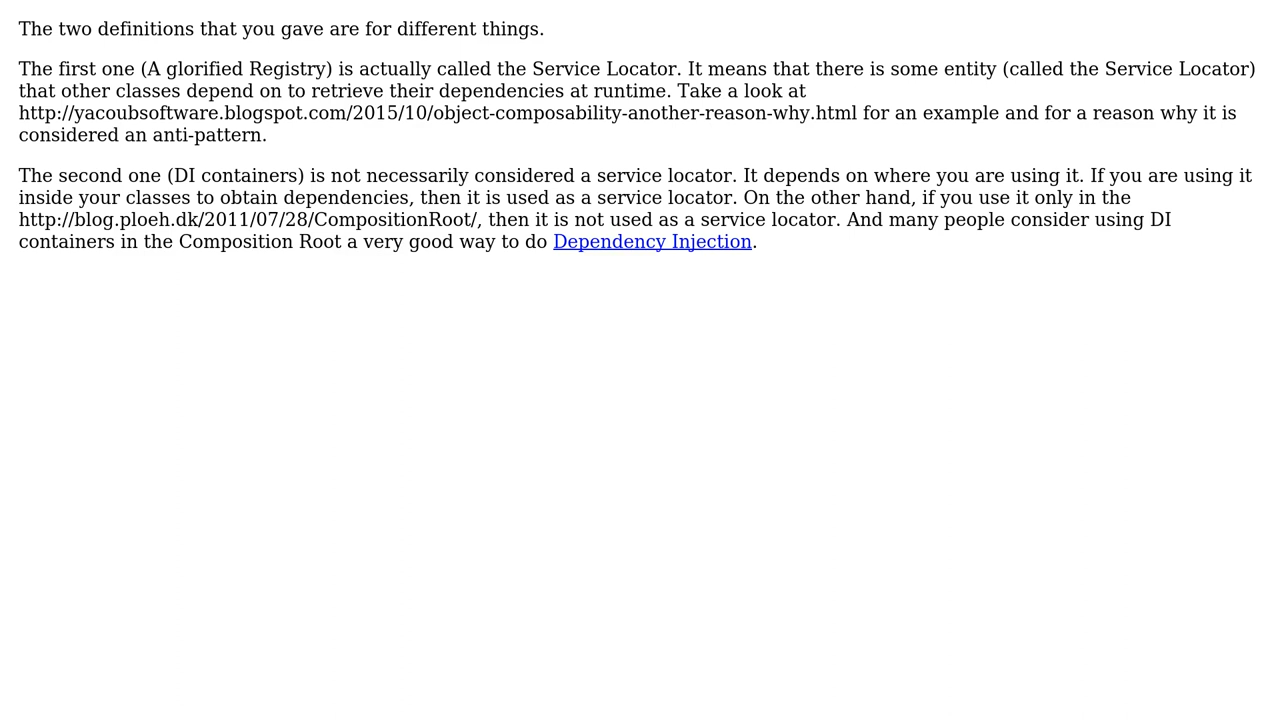 The two definitions that you gave are for different things.
The first one (A glorified Registry) is actually called the Service Locator. It means that there is some entity (called the Service Locator)
that other classes depend on to retrieve their dependencies at runtime. Take a look at
http://yacoubsoftware.blogspot.com/2015/10/object-composability-another-reason-why.html for an example and for a reason why it is
considered an anti-pattern.
The second one (DI containers) is not necessarily considered a service locator. It depends on where you are using it. If you are using it
inside your classes to obtain dependencies, then it is used as a service locator. On the other hand, if you use it only in the
http://blog.ploeh.dk/2011/07/28/CompositionRoot/, then it is not used as a service locator. And many people consider using DI
containers in the Composition Root a very good way to do Dependency Injection.